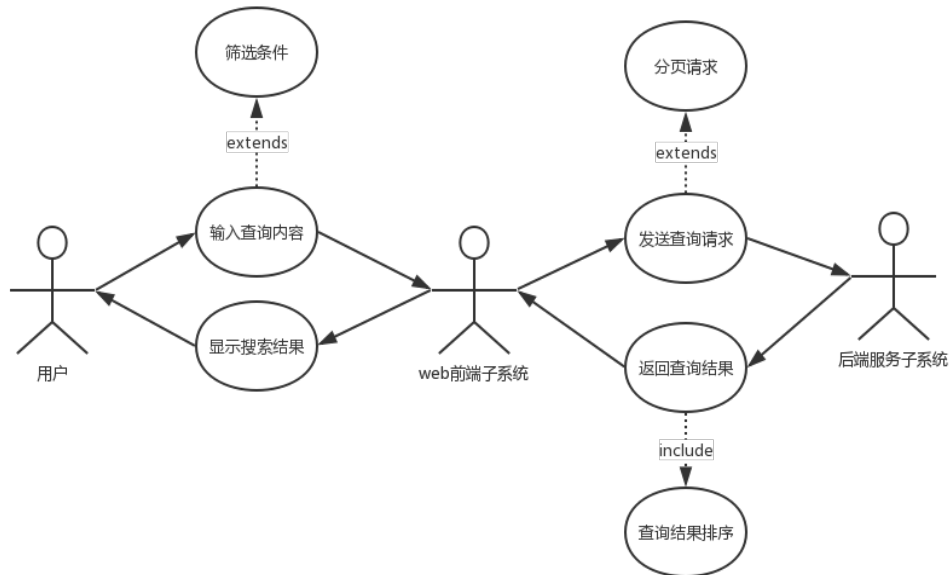 筛选条件
分页请求
extends
extends
输入查询内容
发送查询请求
显示搜索结果
返回查询结果
用户
web前端子系统
后端服务子系统
include
查询结果排序